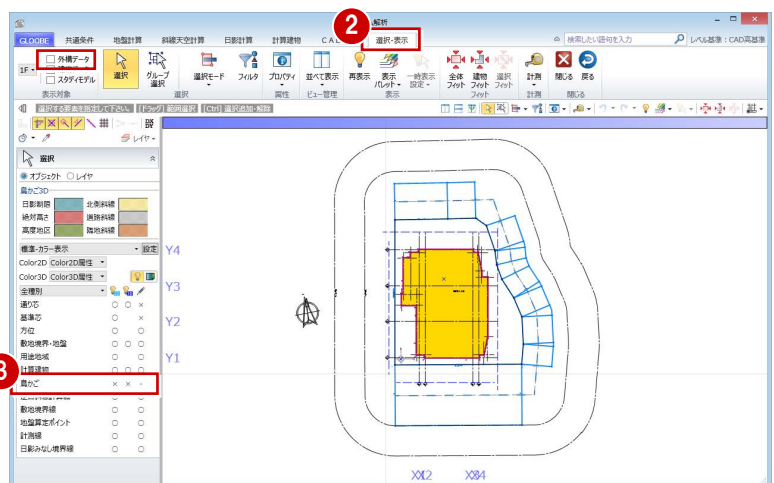 解析
GLOOBE 共通条件 地盤計算 斜線天空計算 日影計算 計算建物 CAL 選択・表示 検索したい語句を入力 レベル基準：CAD高基準
2
1F 外構データ
スタディモデル
選択 グループ選択 選択モード フィルタ プロパティ 並べて表示 再表示 表示パレット 一時表示設定 全体フィット 建物フィット 選択フィット 計測 閉じる 戻る
表示対象 選択 属性 ビュー管理 表示 フィット 計測 閉じる
選択する要素を指定して下さい。 [ドラッグ] 範囲選択 [Ctrl] 選択追加・解除
レイヤ
選択
オブジェクト レイヤ
鳥かご3D
日影制限 北側斜線
絶対高さ 道路斜線
高度地区 隣地斜線
標準-カラー表示 設定
Color2D Color2D属性
Color3D Color3D属性
全種別
通り芯 ○ ○ ×
基準芯 ○ ×
方位 ○ ○
敷地境界・地盤 ○ ○ ○
用途地域 ○ ○
計算建物 ○ ○ ○
3
鳥かご × × -
敷地境界線 ○ ○
地盤算定ポイント ○ ○
計測線 ○ ○
日影みなし境界線 ○ ○
Y4
Y3
Y2
Y1